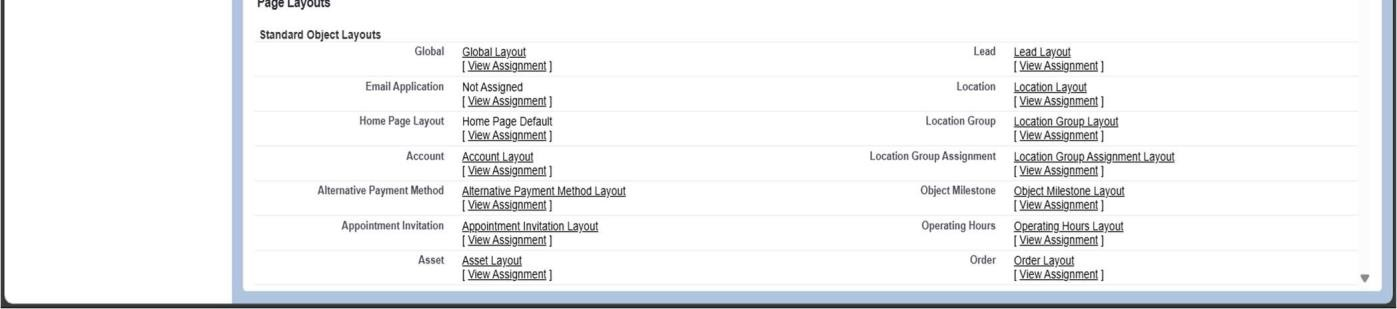 Page Layouts
Standard Object Layouts
Global Global Layout Lead Lead Layout
[ View Assignment ] [ View Assignment ]
Email Application Not Assigned Location Location Layout
[ View Assignment ] [ View Assignment ]
Home Page Layout Home Page Default Location Group Location Group Layout
[ View Assignment ] [ View Assignment ]
Account Account Layout Location Group Assignment Location Group Assignment Layout
[ View Assignment ] [ View Assignment ]
Alternative Payment Method Alternative Payment Method Layout Object Milestone Object Milestone Layout
[ View Assignment ] [ View Assignment ]
Appointment Invitation Appointment Invitation Layout Operating Hours Operating Hours Layout
[ View Assignment ] [ View Assignment ]
Asset Asset Layout Order Order Layout
[ View Assignment ] [ View Assignment ]